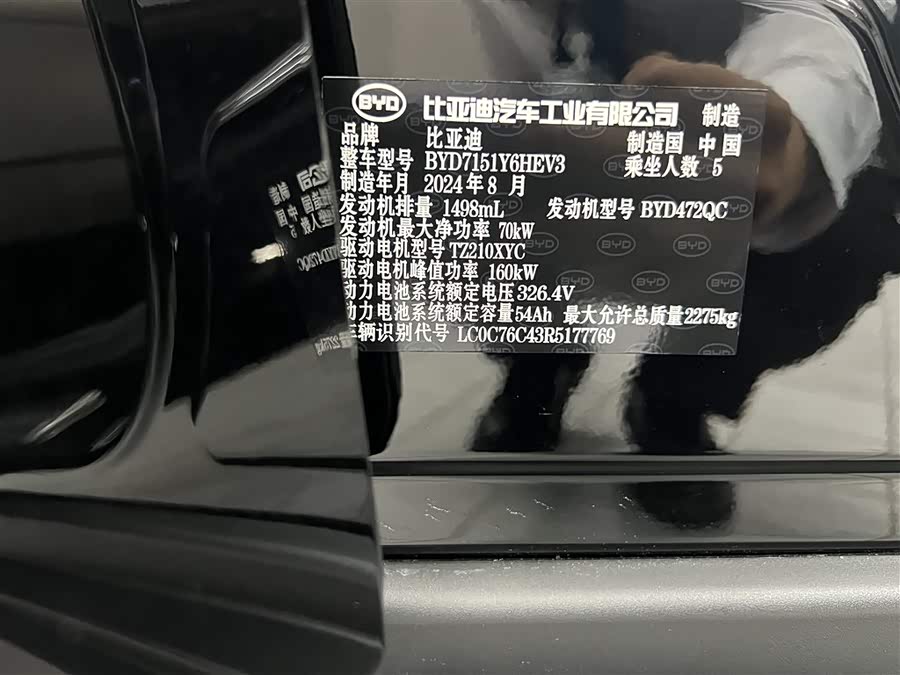 BYD 比亚迪汽车工业有限公司 制造
品牌 比亚迪 制造国 中国
整车型号 BYD7151Y6HEV3 乘坐人数 5
制造年月 2024年8月
发动机排量 1498mL 发动机型号 BYD472QC
发动机最大净功率 70kW
驱动电机型号 TZ210XYC
驱动电机峰值功率 160kW
动力电池系统额定电压 326.4V
动力电池系统额定容量 54Ah 最大允许总质量 2275kg
车辆识别代号 LC0C76C43R5177769